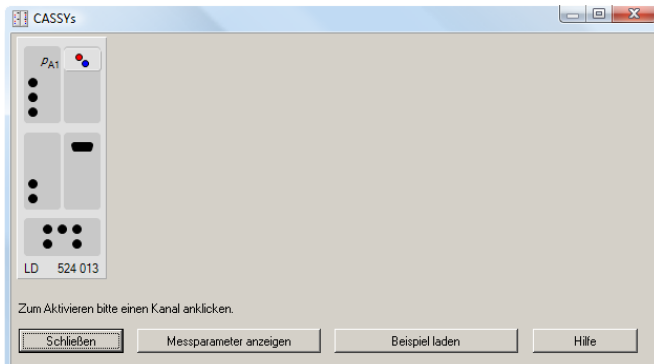 CASSYs
pA1
LD 524 013
Zum Aktivieren bitte einen Kanal anklicken.
Schließen Messparameter anzeigen Beispiel laden Hilfe